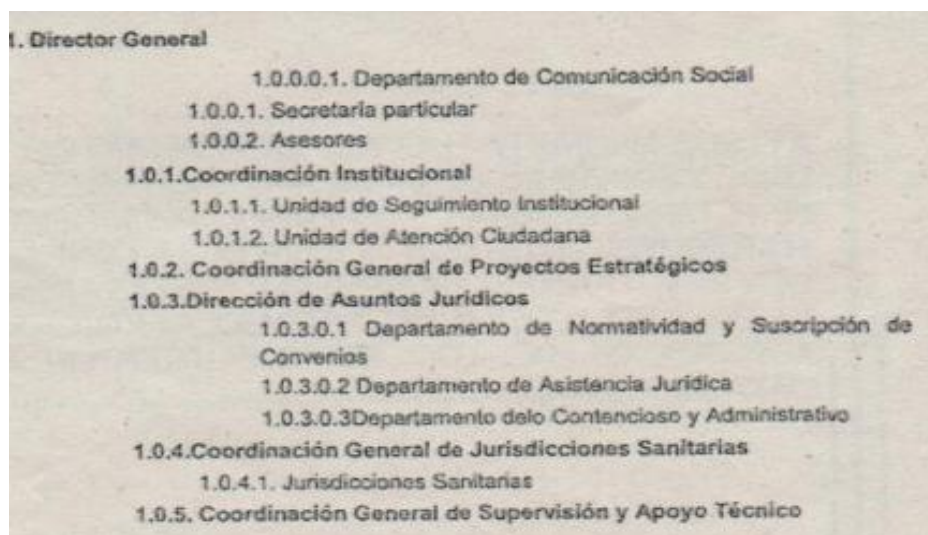 1. Director General
1.0.0.0.1. Departamento de Comunicación Social
1.0.0.1. Secretaria particular
1.0.0.2. Asesores
1.0.1.Coordinación Institucional
1.0.1.1. Unidad de Seguimiento Institucional
1.0.1.2. Unidad de Atención Ciudadana
1.0.2. Coordinación General de Proyectos Estratégicos
1.0.3.Dirección de Asuntos Jurídicos
1.0.3.0.1 Departamento de Normatividad y Suscripción de
Convenios
1.0.3.0.2 Departamento de Asistencia Jurídica
1.0.3.0.3Departamento delo Contencioso y Administrativo
1.0.4.Coordinación General de Jurisdicciones Sanitarias
1.0.4.1. Jurisdicciones Sanitarias
1.0.5. Coordinación General de Supervisión y Apoyo Técnico